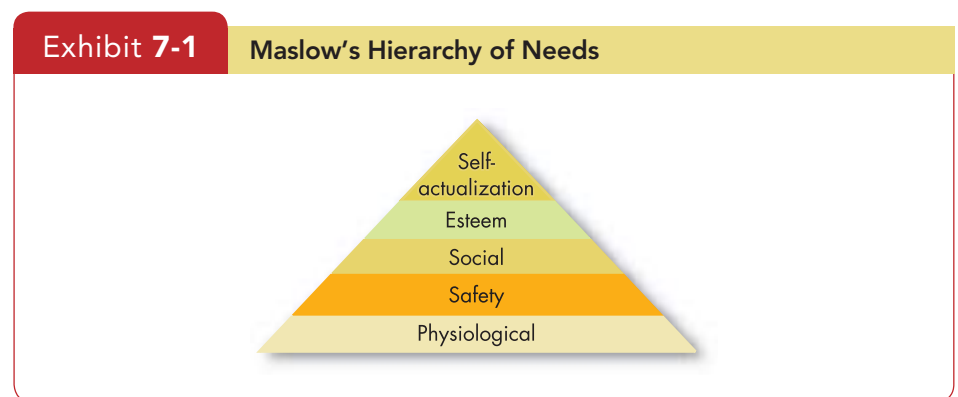 Exhibit 7-1
Maslow's Hierarchy of Needs
Self-
actualization
Esteem
Social
Safety
Physiological